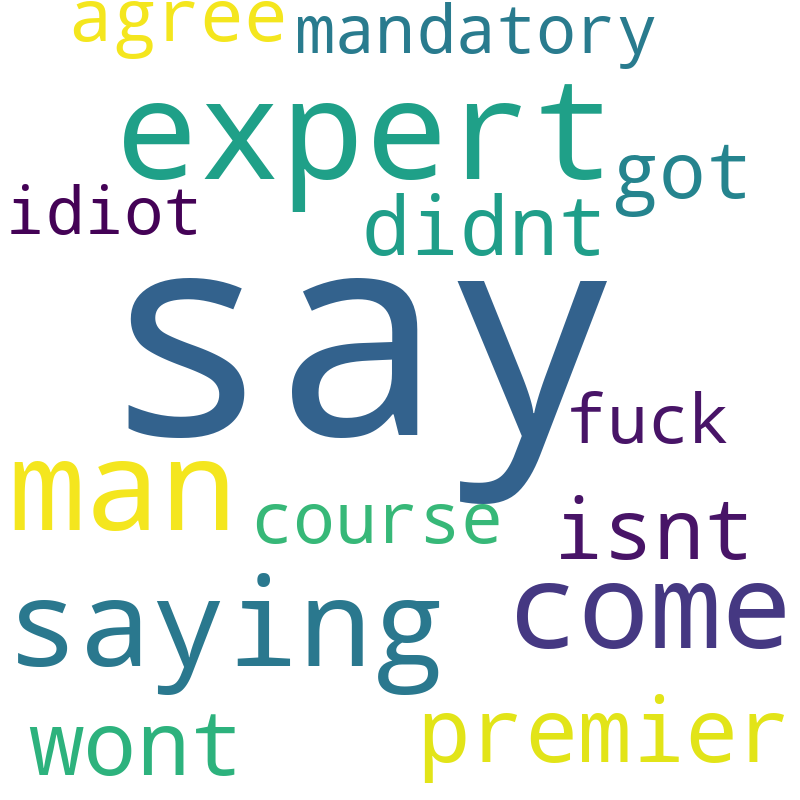 agree mandatory
expert
got
idiot
didnt
say
fuck
man
course
isnt
saying
come
wont
premier